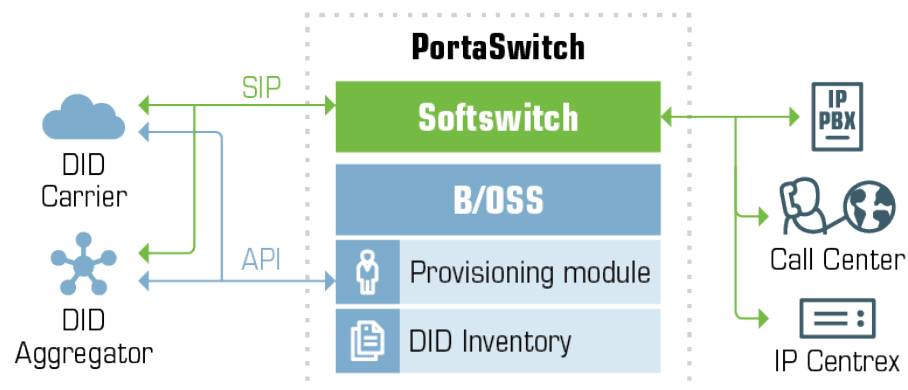 PortaSwitch
SIP
Softswitch
IP
PBX
DID
Carrier
B/OSS
API
Provisioning module
Call Center
DID
Aggregator
DID Inventory
IP Centrex